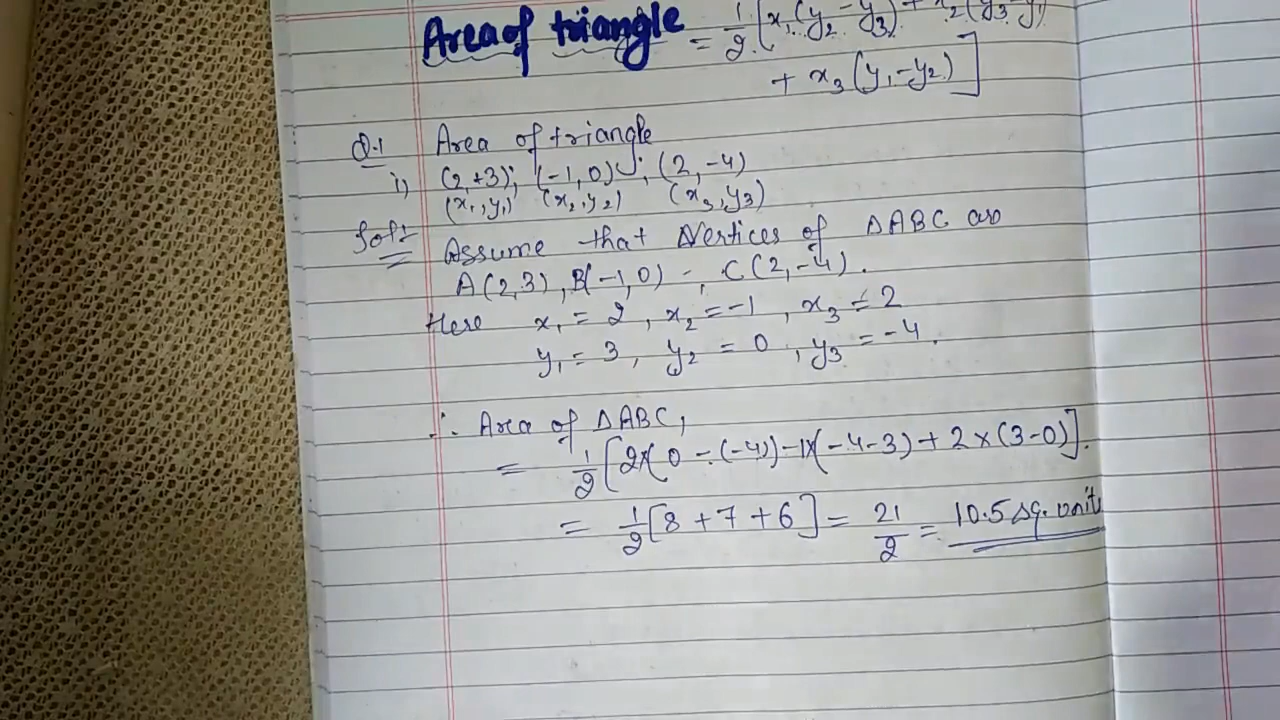 Area of triangle = 1/2 [x₁(y₂ - y₃) + x₂(y₃ - y₁)
+ x₃(y₁ - y₂)]
Q.1 Area of triangle
i) (2,+3); (-1,0); (2,-4)
(x₁,y₁) (x₂,y₂) (x₃,y₃)
Sol: Assume that Vertices of △ABC are
A(2,3), B(-1,0), C(2,-4).
Here x₁ = 2, x₂ = -1, x₃ = 2
y₁ = 3, y₂ = 0, y₃ = -4.
∴ Area of △ABC,
= 1/2 [2×(0 - (-4)) - 1×(-4-3) + 2×(3-0)].
= 1/2 [8 + 7 + 6] = 21/2 = 10.5 sq. units